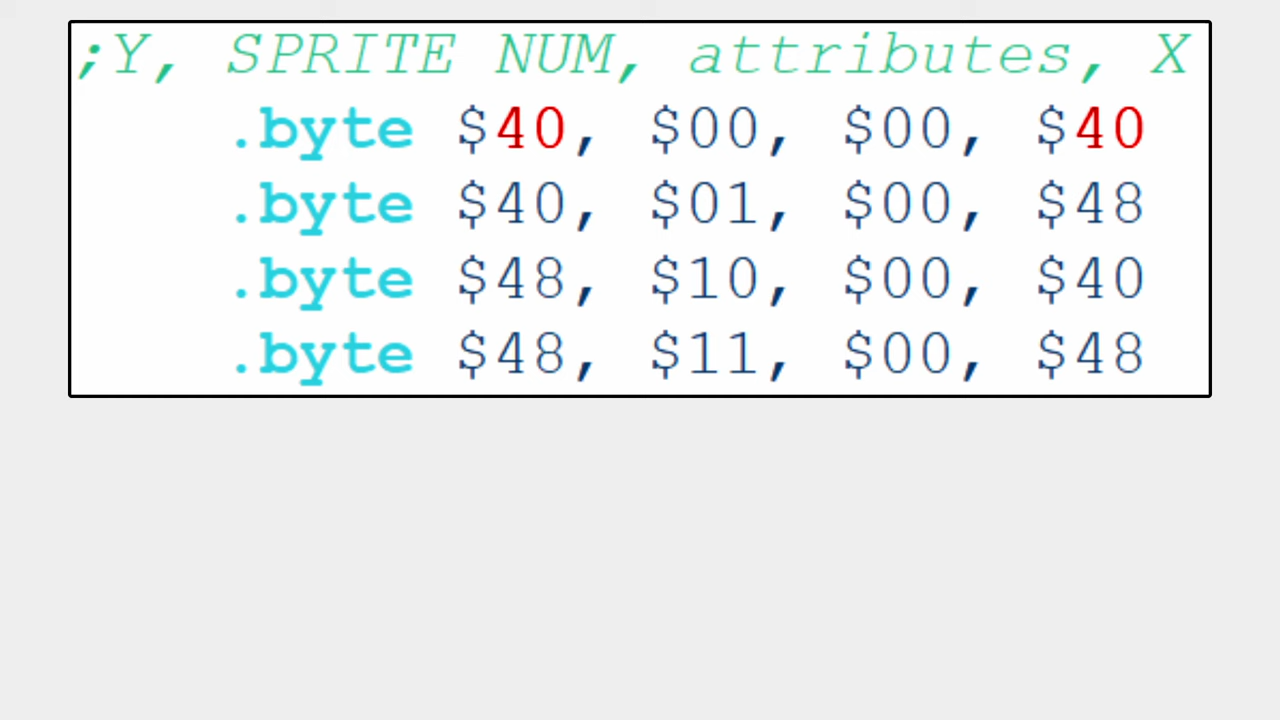 ;Y, SPRITE NUM, attributes, X
.byte $40, $00, $00, $40
.byte $40, $01, $00, $48
.byte $48, $10, $00, $40
.byte $48, $11, $00, $48